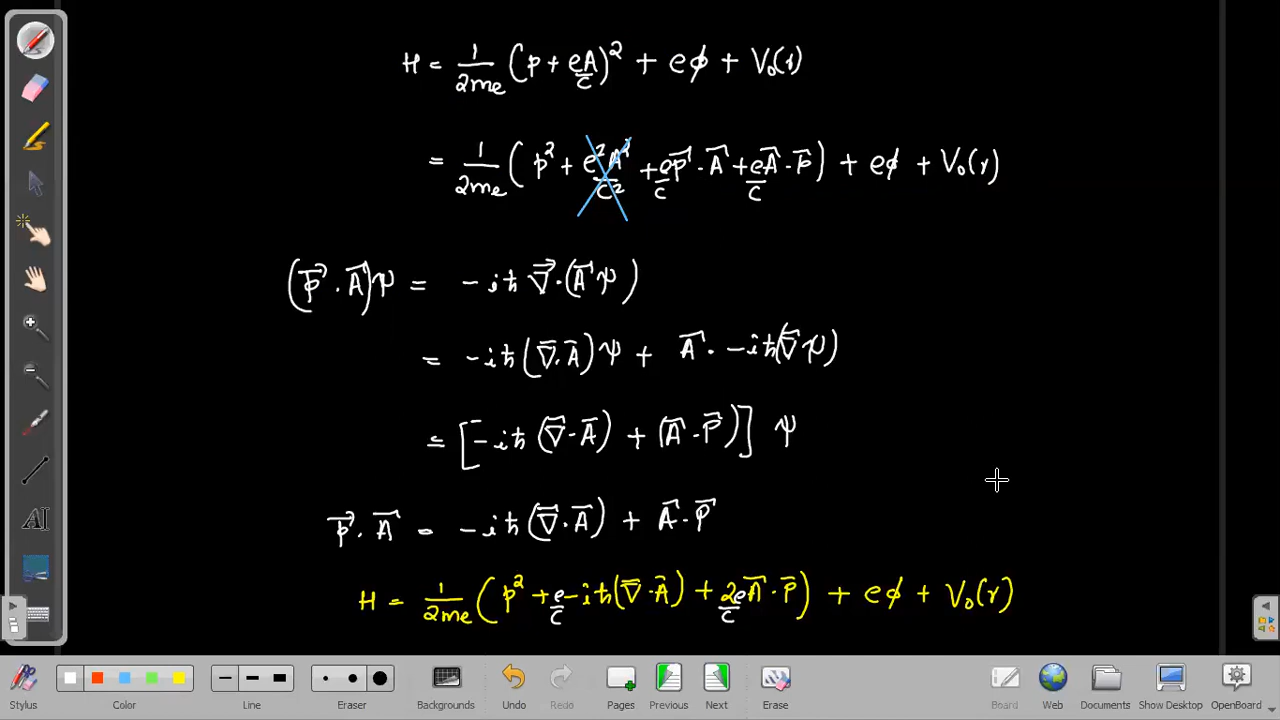 H = 1/2me (p + eA/c)² + eϕ + V₀(r)
= 1/2me (p² + e²A²/c² + e/c p⃗ · A⃗ + eA⃗/c · p⃗) + eϕ + V₀(r)
(p⃗ · A⃗)ψ = -iħ ∇⃗ · (A⃗ψ)
= -iħ (∇⃗ · A⃗)ψ + A⃗ · -iħ(∇⃗ψ)
= [-iħ (∇⃗ · A⃗) + (A⃗ · p⃗)] ψ
p⃗ · A⃗ = -iħ (∇⃗ · A⃗) + A⃗ · p⃗
H = 1/2me (p² + e/c -iħ(∇⃗ · A⃗) + 2e/c A⃗ · p⃗) + eϕ + V₀(r)
Stylus Color Line Eraser Backgrounds Undo Redo Pages Previous Next Erase Board Web Documents Show Desktop OpenBoard